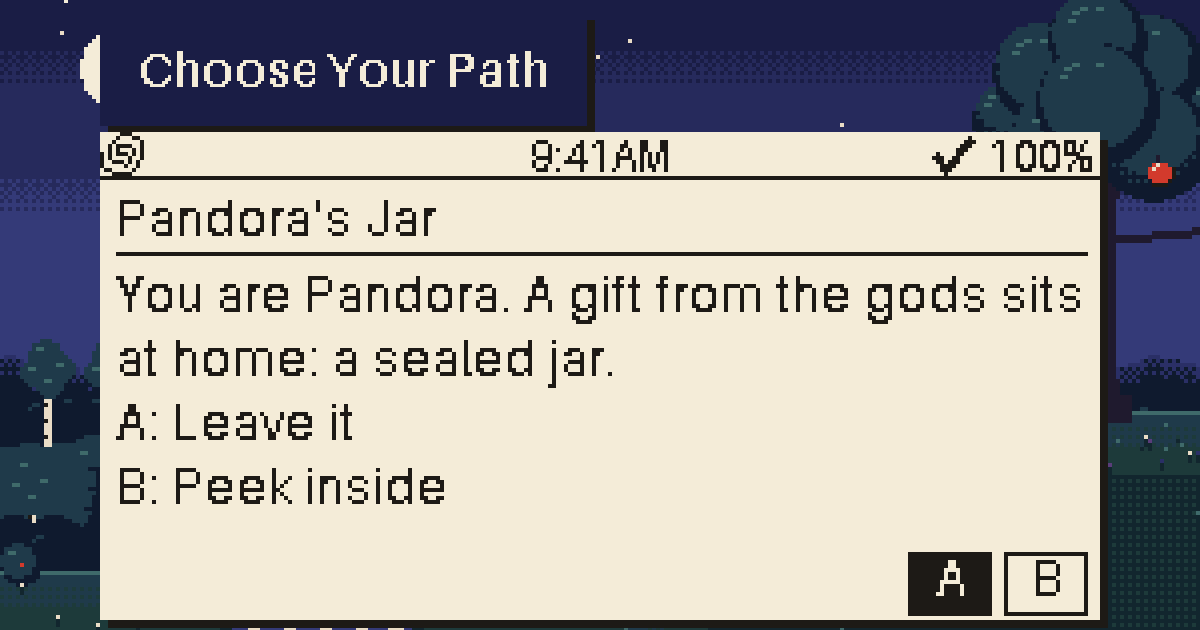 Choose Your Path
9:41AM 100%
Pandora's Jar
You are Pandora. A gift from the gods sits
at home: a sealed jar.
A: Leave it
B: Peek inside
A B